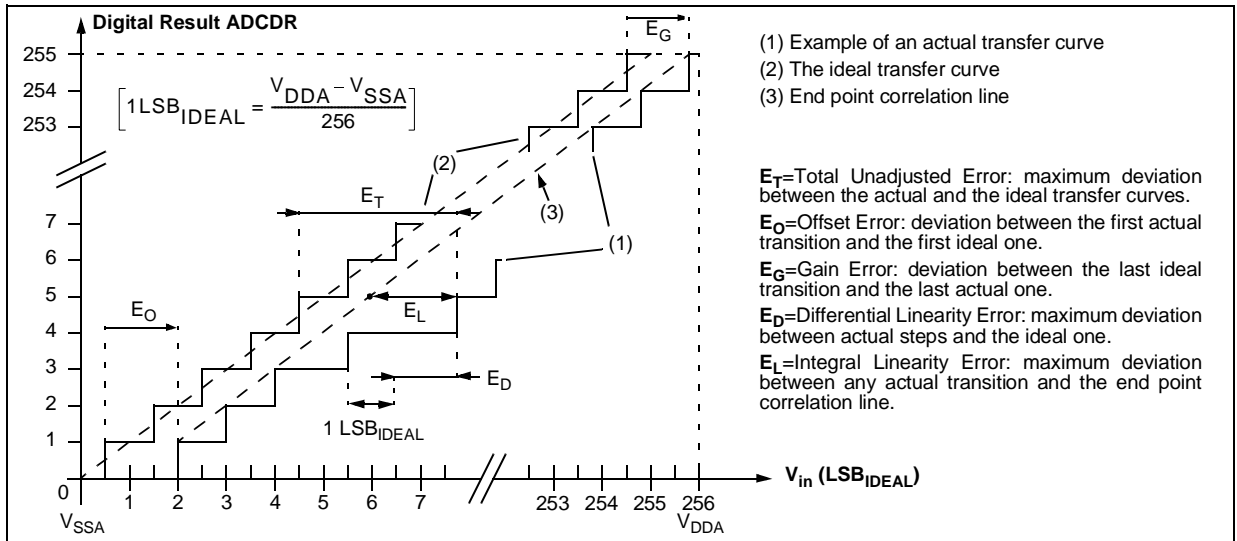 Digital Result ADCDR
E_G
255
254
253
[1LSB_IDEAL = (V_DDA – V_SSA) / 256]
(2)
E_T
(3)
7
6
(1)
5
E_O
E_L
4
3
E_D
2
1 LSB_IDEAL
1
0
1 2 3 4 5 6 7 253 254 255 256
V_in (LSB_IDEAL)
V_SSA
V_DDA
(1) Example of an actual transfer curve
(2) The ideal transfer curve
(3) End point correlation line
E_T=Total Unadjusted Error: maximum deviation
between the actual and the ideal transfer curves.
E_O=Offset Error: deviation between the first actual
transition and the first ideal one.
E_G=Gain Error: deviation between the last ideal
transition and the last actual one.
E_D=Differential Linearity Error: maximum deviation
between actual steps and the ideal one.
E_L=Integral Linearity Error: maximum deviation
between any actual transition and the end point
correlation line.